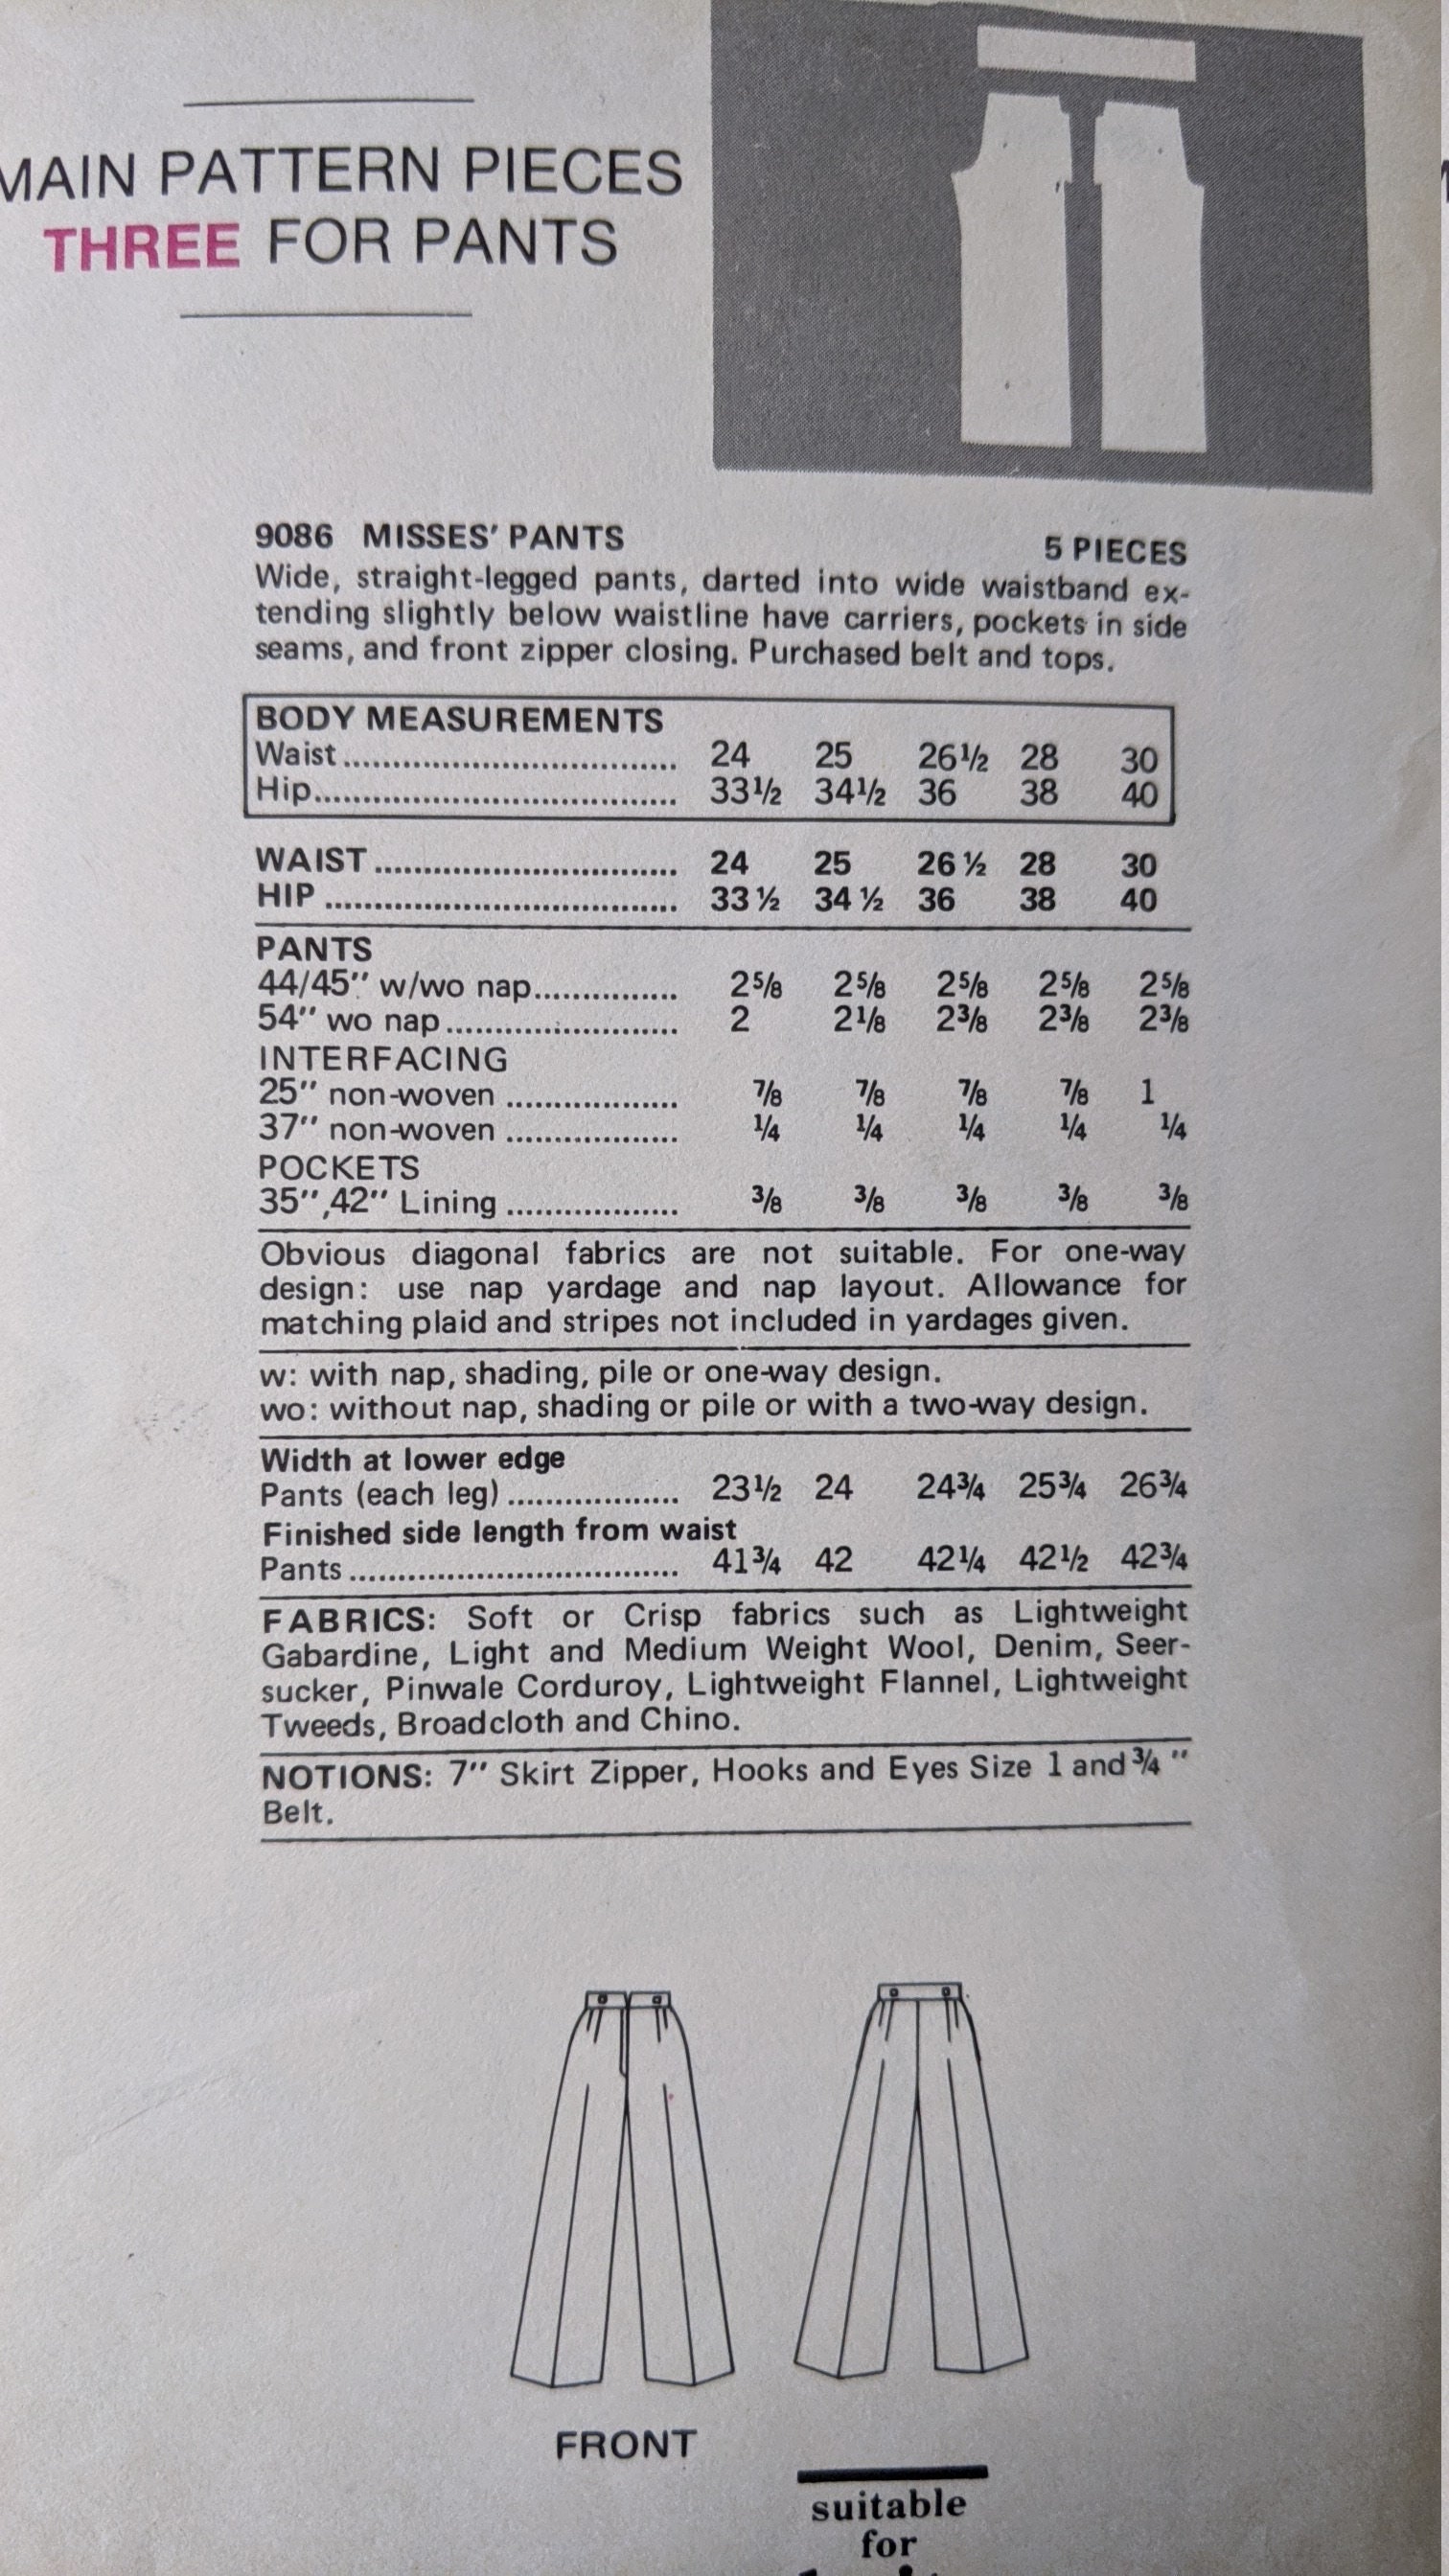 MAIN PATTERN PIECES
THREE FOR PANTS
9086 MISSES' PANTS 5 PIECES
Wide, straight-legged pants, darted into wide waistband ex-
tending slightly below waistline have carriers, pockets in side
seams, and front zipper closing. Purchased belt and tops.
BODY MEASUREMENTS
Waist.................................. 24 25 26½ 28 30
Hip..................................... 33½ 34½ 36 38 40
WAIST ............................... 24 25 26 ½ 28 30
HIP .................................... 33 ½ 34 ½ 36 38 40
PANTS
44/45" w/wo nap............... 2⅝ 2⅝ 2⅝ 2⅝ 2⅝
54" wo nap ........................ 2 2⅛ 2⅜ 2⅜ 2⅜
INTERFACING
25" non-woven .................. ⅞ ⅞ ⅞ ⅞ 1
37" non-woven .................. ¼ ¼ ¼ ¼ ¼
POCKETS
35",42" Lining .................. ⅜ ⅜ ⅜ ⅜ ⅜
Obvious diagonal fabrics are not suitable. For one-way
design: use nap yardage and nap layout. Allowance for
matching plaid and stripes not included in yardages given.
w: with nap, shading, pile or one-way design.
wo: without nap, shading or pile or with a two-way design.
Width at lower edge
Pants (each leg) .................. 23½ 24 24¾ 25¾ 26¾
Finished side length from waist
Pants .................................. 41¾ 42 42¼ 42½ 42¾
FABRICS: Soft or Crisp fabrics such as Lightweight
Gabardine, Light and Medium Weight Wool, Denim, Seer-
sucker, Pinwale Corduroy, Lightweight Flannel, Lightweight
Tweeds, Broadcloth and Chino.
NOTIONS: 7" Skirt Zipper, Hooks and Eyes Size 1 and ¾ "
Belt.
FRONT
suitable
for